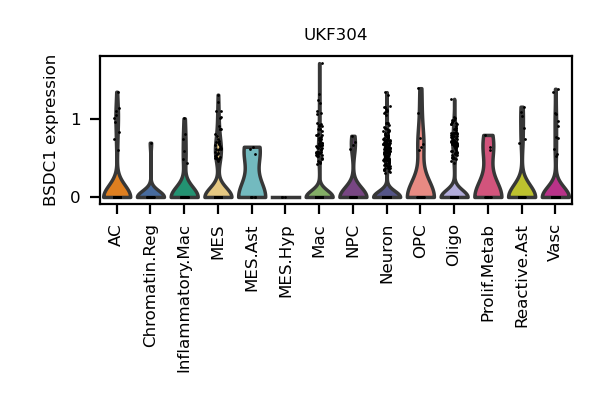 UKF304
BSDC1 expression
1
0
AC
Chromatin.Reg
Inflammatory.Mac
MES
MES.Ast
MES.Hyp
Mac
NPC
Neuron
OPC
Oligo
Prolif.Metab
Reactive.Ast
Vasc